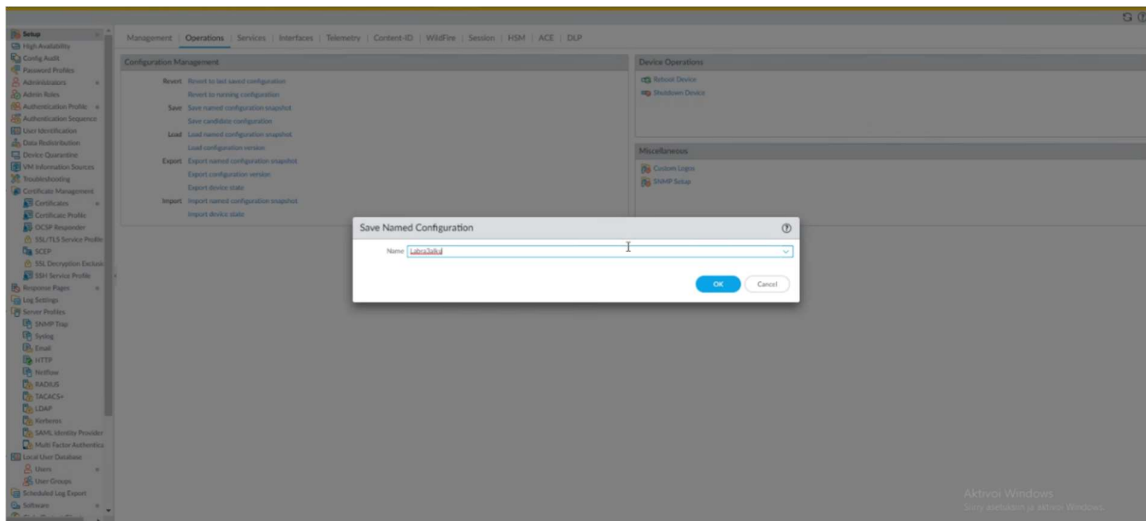 Setup
High Availability
Config Audit
Password Profiles
Administrators
Admin Roles
Authentication Profile
Authentication Sequence
User Identification
Data Redistribution
Device Quarantine
VM Information Sources
Troubleshooting
Certificate Management
Certificates
Certificate Profile
OCSP Responder
SSL/TLS Service Profile
SCEP
SSL Decryption Exclusi
SSH Service Profile
Response Pages
Log Settings
Server Profiles
SNMP Trap
Syslog
Email
HTTP
Netflow
RADIUS
TACACS+
LDAP
Kerberos
SAML Identity Provider
Multi Factor Authentica
Local User Database
Users
User Groups
Scheduled Log Export
Software
Management | Operations | Services | Interfaces | Telemetry | Content-ID | WildFire | Session | HSM | ACE | DLP
Configuration Management
Revert Revert to last saved configuration
Revert to running configuration
Save Save named configuration snapshot
Save candidate configuration
Load Load named configuration snapshot
Load configuration version
Export Export named configuration snapshot
Export configuration version
Export device state
Import Import named configuration snapshot
Import device state
Device Operations
Reboot Device
Shutdown Device
Miscellaneous
Custom Logos
SNMP Setup
Save Named Configuration
Name
OK Cancel
Aktivoi Windows